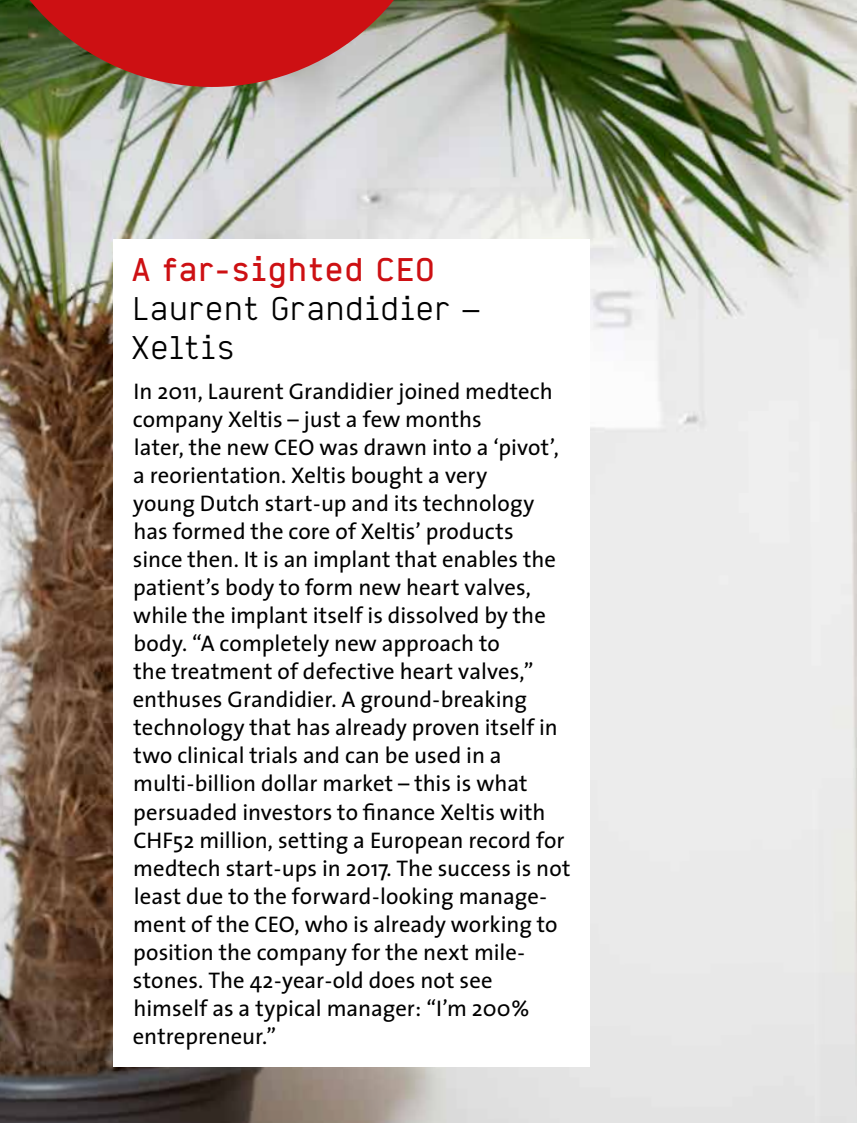 A far-sighted CEO
Laurent Grandidier –
Xeltis
In 2011, Laurent Grandidier joined medtech
company Xeltis – just a few months
later, the new CEO was drawn into a ‘pivot’,
a reorientation. Xeltis bought a very
young Dutch start-up and its technology
has formed the core of Xeltis’ products
since then. It is an implant that enables the
patient’s body to form new heart valves,
while the implant itself is dissolved by the
body. “A completely new approach to
the treatment of defective heart valves,”
enthuses Grandidier. A ground-breaking
technology that has already proven itself in
two clinical trials and can be used in a
multi-billion dollar market – this is what
persuaded investors to finance Xeltis with
CHF52 million, setting a European record for
medtech start-ups in 2017. The success is not
least due to the forward-looking manage-
ment of the CEO, who is already working to
position the company for the next mile-
stones. The 42-year-old does not see
himself as a typical manager: “I’m 200%
entrepreneur.”